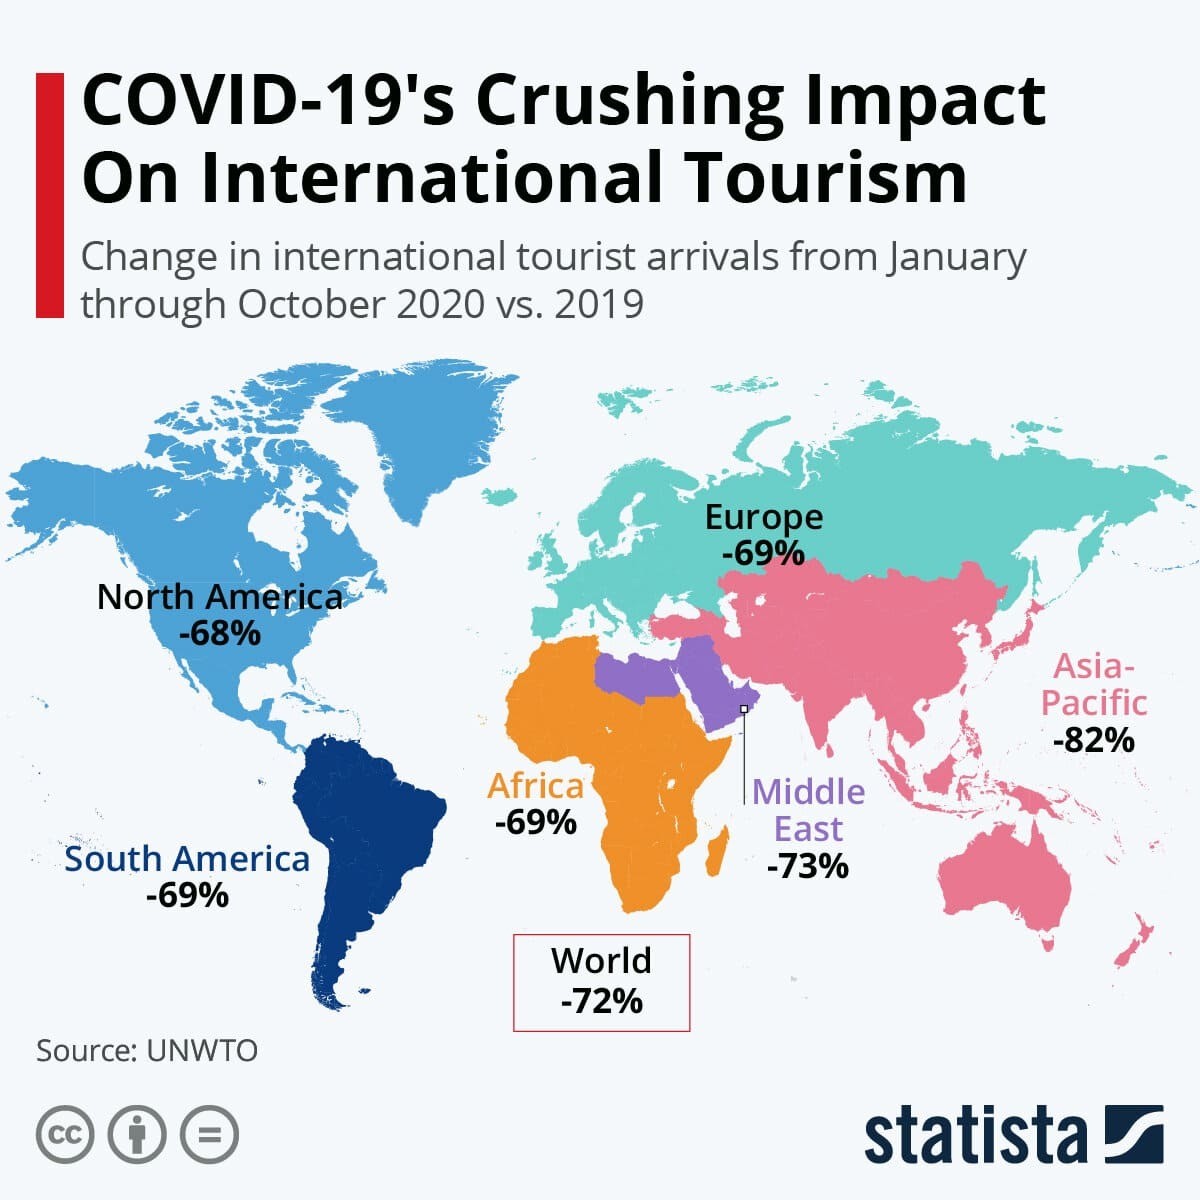 COVID-19's Crushing Impact
On International Tourism
Change in international tourist arrivals from January
through October 2020 vs. 2019
Europe
-69%
North America
-68%
Asia-
Pacific
-82%
Africa
-69%
Middle
East
-73%
South America
-69%
World
-72%
Source: UNWTO
cc
statista